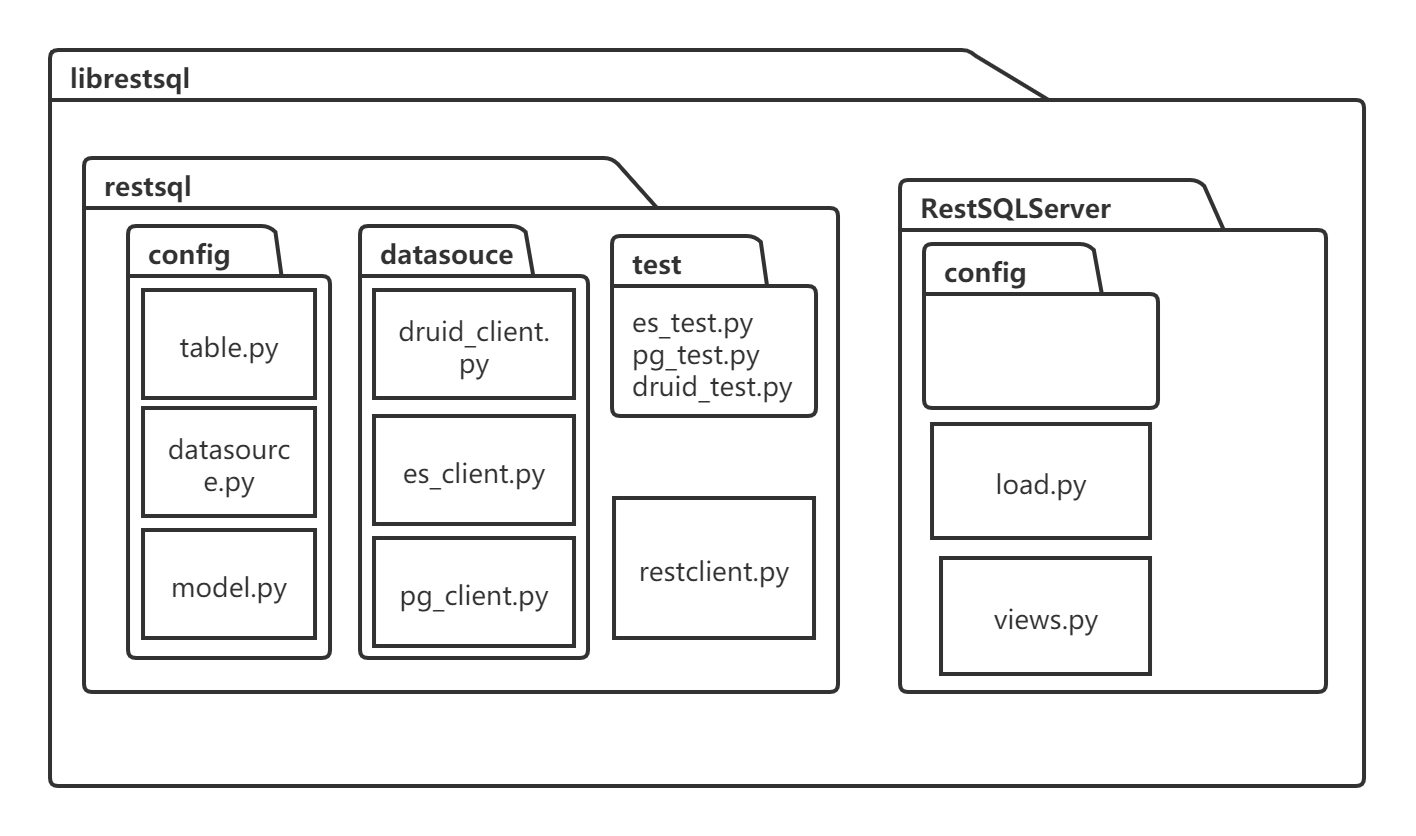 librestsql
restsql
config
table.py
datasourc
e.py
model.py
datasouce
druid_client.
py
es_client.py
pg_client.py
test
es_test.py
pg_test.py
druid_test.py
restclient.py
RestSQLServer
config
load.py
views.py